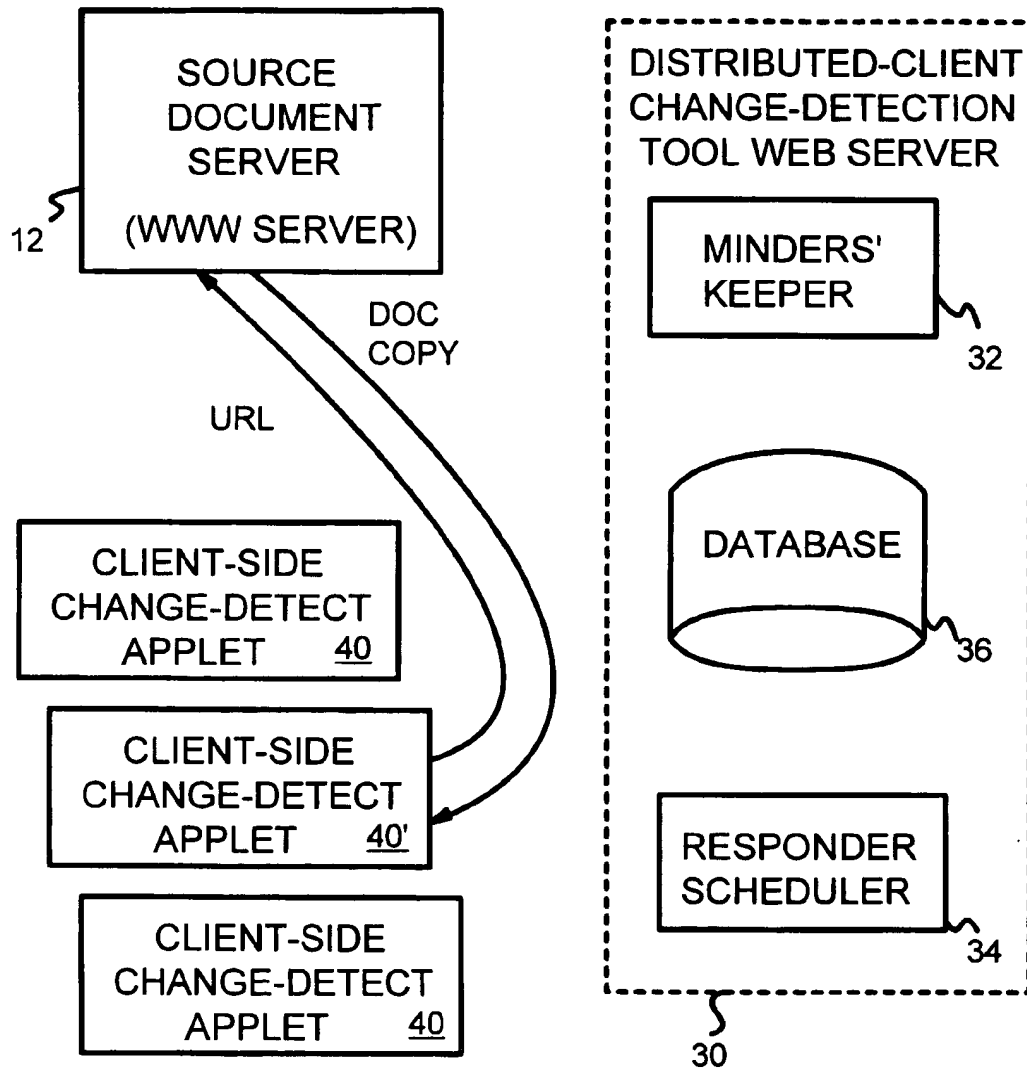 SOURCE
DOCUMENT
SERVER
(WWW SERVER)
12
DOC
COPY
URL
CLIENT-SIDE
CHANGE-DETECT
APPLET 40
CLIENT-SIDE
CHANGE-DETECT
APPLET 40'
CLIENT-SIDE
CHANGE-DETECT
APPLET 40
DISTRIBUTED-CLIENT
CHANGE-DETECTION
TOOL WEB SERVER
MINDERS'
KEEPER
32
DATABASE
36
RESPONDER
SCHEDULER
34
30